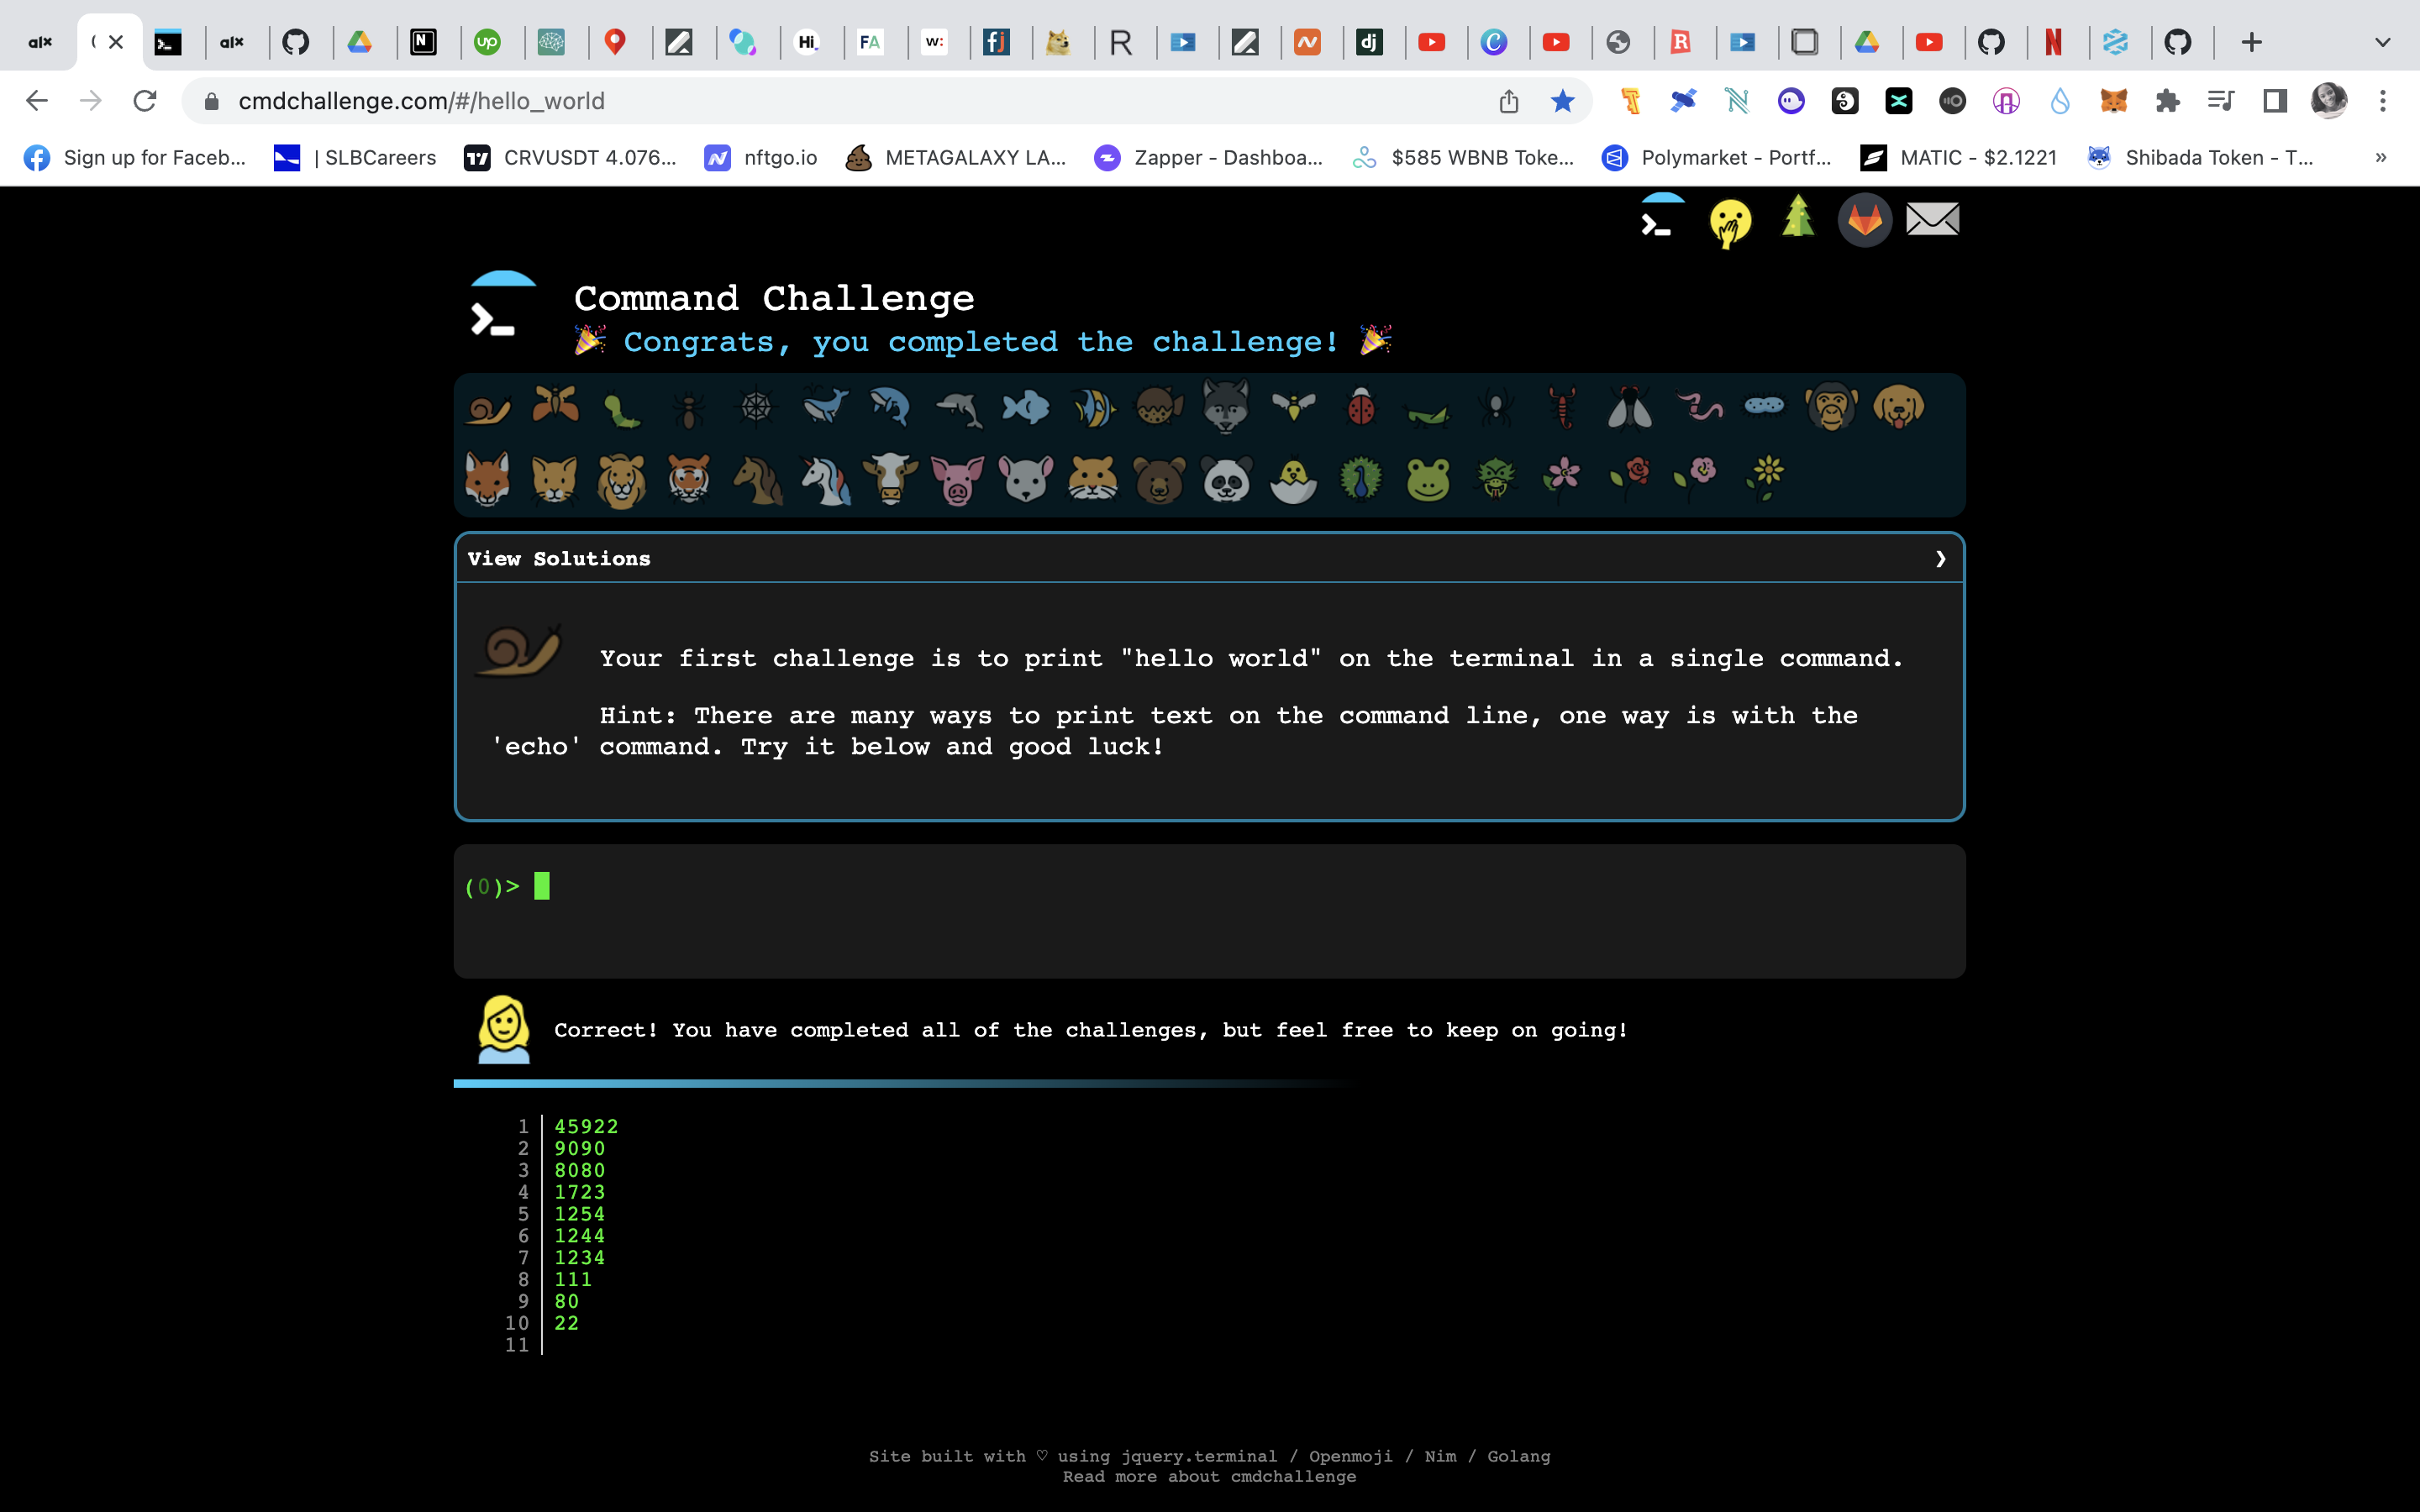 alx
alx
N
up
Hi.
FA
w:
fj
R
dj
R
N
cmdchallenge.com/#/hello_world
Sign up for Faceb...
| SLBCareers
CRVUSDT 4.076...
nftgo.io
METAGALAXY LA...
Zapper - Dashboa...
$585 WBNB Toke...
Polymarket - Portf...
MATIC - $2.1221
Shibada Token - T...
»
Command Challenge
🎉 Congrats, you completed the challenge! 🎉
View Solutions ❯
Your first challenge is to print "hello world" on the terminal in a single command.
Hint: There are many ways to print text on the command line, one way is with the
'echo' command. Try it below and good luck!
(0)>
Correct! You have completed all of the challenges, but feel free to keep on going!
1 45922
2 9090
3 8080
4 1723
5 1254
6 1244
7 1234
8 111
9 80
10 22
11
Site built with ♡ using jquery.terminal / Openmoji / Nim / Golang
Read more about cmdchallenge